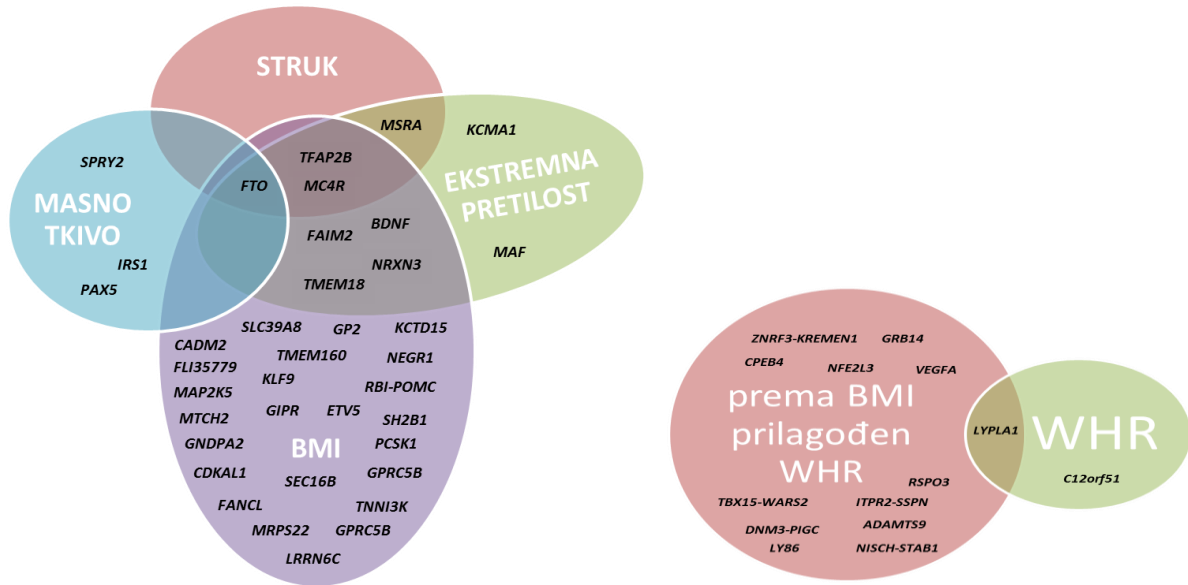 STRUK
MSRA
KCMA1
SPRY2
TFAP2B
FTO
MC4R
EKSTREMNA
PRETILOST
MASNO
TKIVO
BDNF
FAIM2
MAF
IRS1
NRXN3
PAX5
TMEM18
SLC39A8
GP2
KCTD15
CADM2
TMEM160
NEGR1
FLI35779
KLF9
RBI-POMC
MAP2K5
GIPR
ETV5
MTCH2
SH2B1
GNDPA2
BMI
PCSK1
CDKAL1
SEC16B
GPRC5B
FANCL
TNNI3K
MRPS22
GPRC5B
LRRN6C
ZNRF3-KREMEN1
GRB14
CPEB4
NFE2L3
VEGFA
prema BMI
prilagođen
WHR
LYPLA1
WHR
C12orf51
RSPO3
TBX15-WARS2
ITPR2-SSPN
DNM3-PIGC
ADAMTS9
LY86
NISCH-STAB1